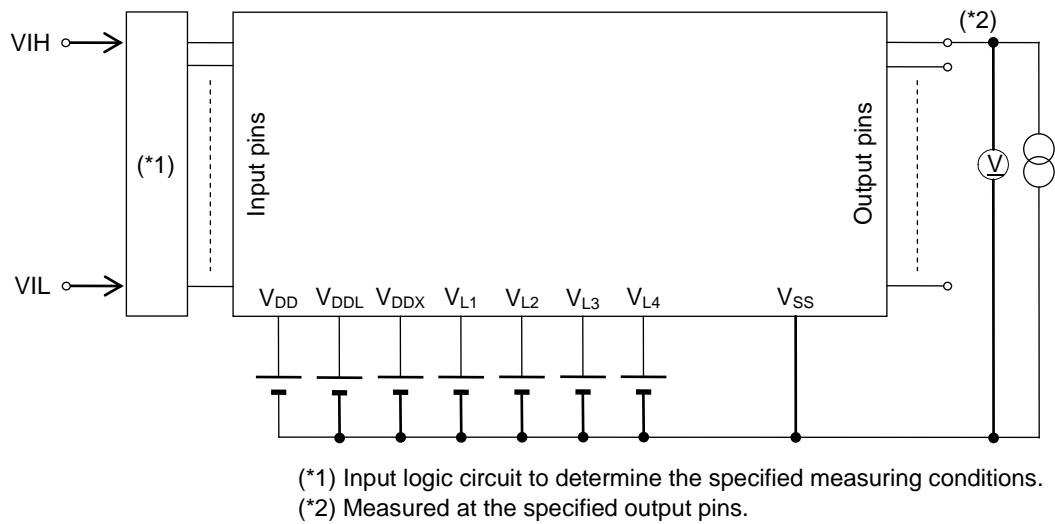 (*2)
VIH
(*1)
Input pins
Output pins
V
VIL
VDD VDDL VDDX VL1 VL2 VL3 VL4 VSS
(*1) Input logic circuit to determine the specified measuring conditions.
(*2) Measured at the specified output pins.